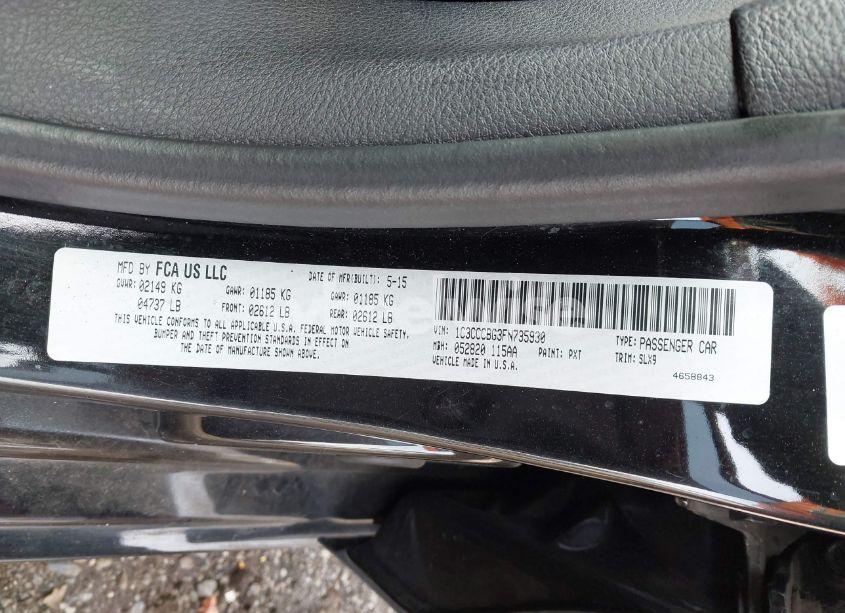 MFD BY FCA US LLC
DATE OF MFR(BUILT): 5-15
GVWR: 02149 KG
GAWR: 01185 KG
GAWR: 01185 KG
04737 LB
FRONT: 02612 LB
REAR: 02612 LB
THIS VEHICLE CONFORMS TO ALL APPLICABLE U.S.A. FEDERAL MOTOR VEHICLE SAFETY,
BUMPER AND THEFT PREVENTION STANDARDS IN EFFECT ON
THE DATE OF MANUFACTURE SHOWN ABOVE.
VIN: 1C3CCCBG3FN735930
TYPE: PASSENGER CAR
MDH: 052820 115AA
PAINT: PXT
TRIM: SLX9
VEHICLE MADE IN U.S.A.
4658843